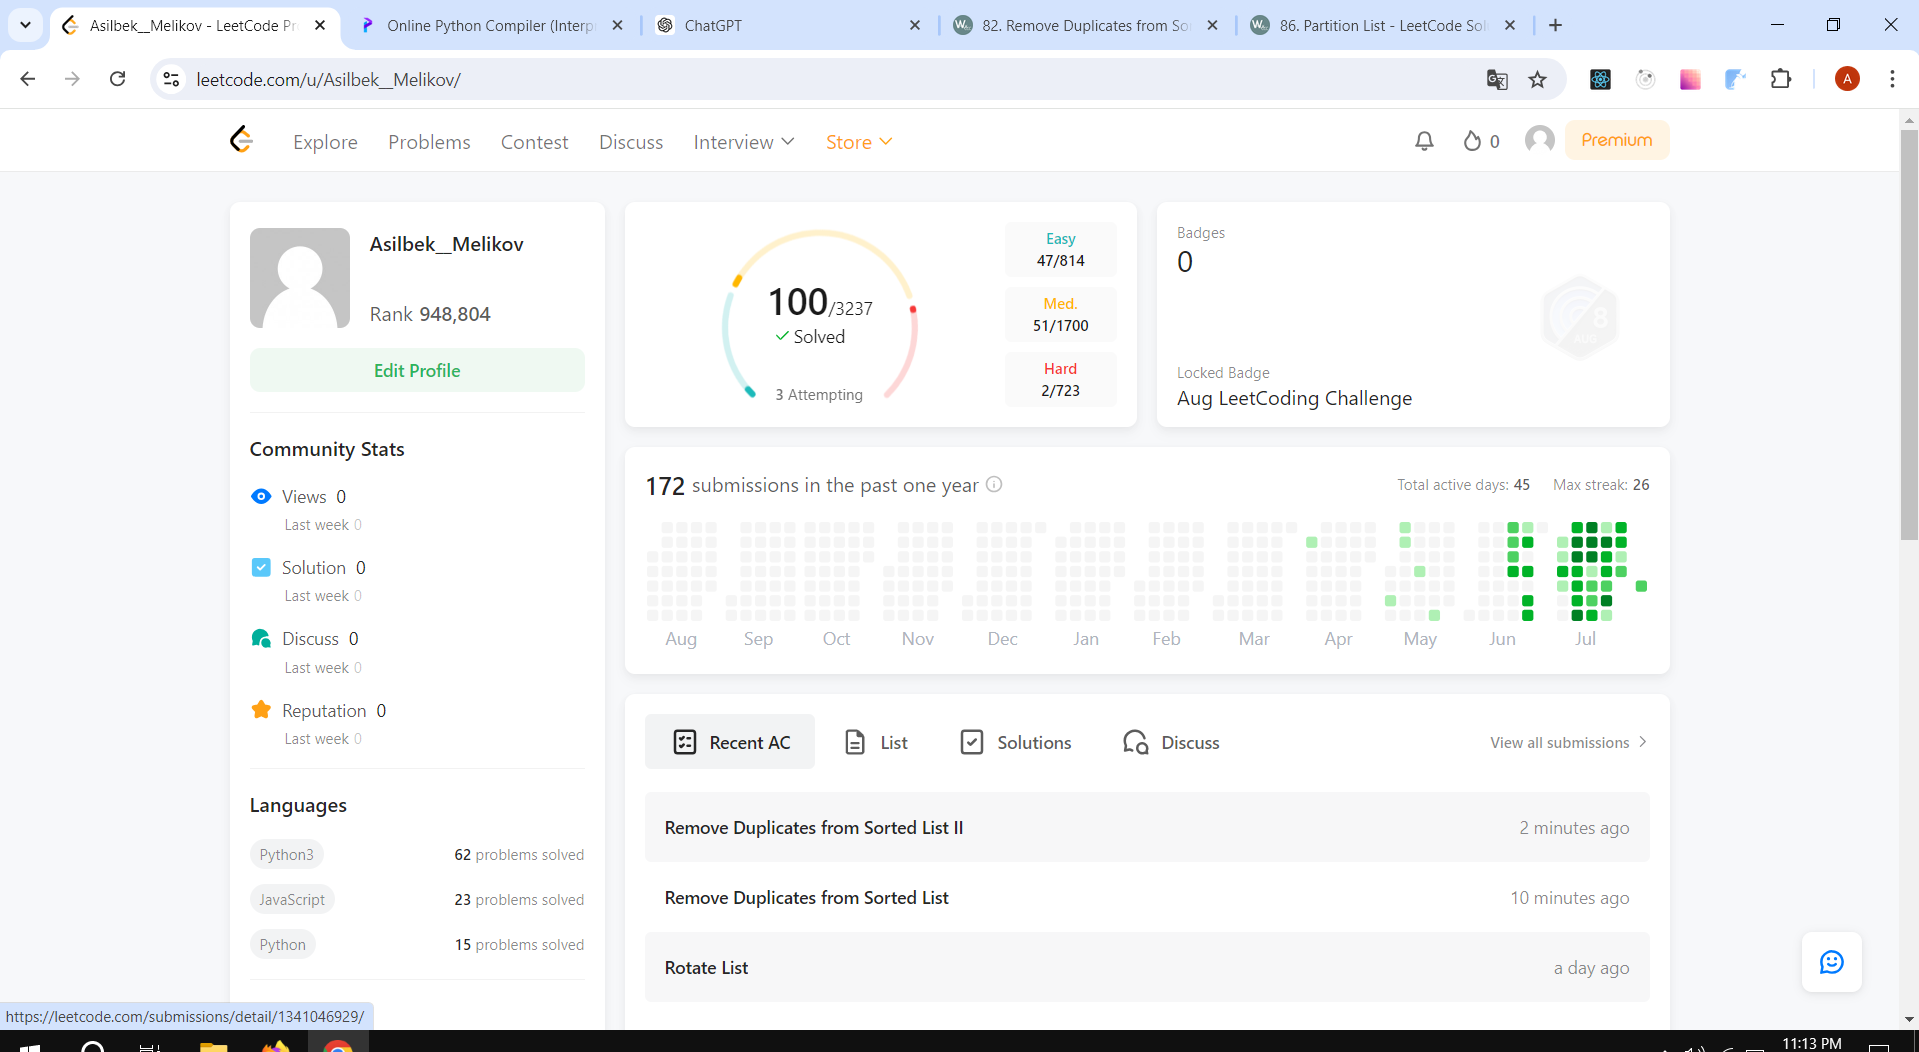 Asilbek__Melikov - LeetCode Pr
Online Python Compiler (Interp
ChatGPT
82. Remove Duplicates from So
86. Partition List - LeetCode Sol
leetcode.com/u/Asilbek__Melikov/
A
Explore
Problems
Contest
Discuss
Interview
Store
0
Premium
Asilbek__Melikov
Rank 948,804
Edit Profile
Community Stats
Views 0
Last week 0
Solution 0
Last week 0
Discuss 0
Last week 0
Reputation 0
Last week 0
Languages
Python3
62 problems solved
JavaScript
23 problems solved
Python
15 problems solved
100/3237
Solved
3 Attempting
Easy
47/814
Med.
51/1700
Hard
2/723
Badges
0
8
AUG
Locked Badge
Aug LeetCoding Challenge
172 submissions in the past one year
Total active days: 45
Max streak: 26
Aug
Sep
Oct
Nov
Dec
Jan
Feb
Mar
Apr
May
Jun
Jul
Recent AC
List
Solutions
Discuss
View all submissions
Remove Duplicates from Sorted List II
2 minutes ago
Remove Duplicates from Sorted List
10 minutes ago
Rotate List
a day ago
https://leetcode.com/submissions/detail/1341046929/
11:13 PM